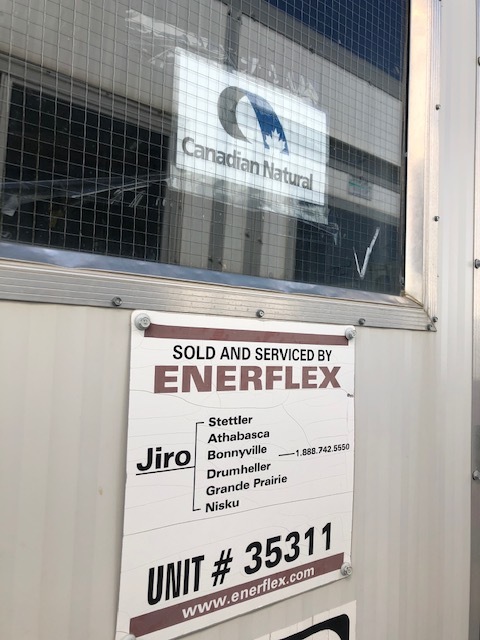 Canadian Natural
SOLD AND SERVICED BY
ENERFLEX
Jiro
Stettler
Athabasca
Bonnyville
Drumheller
Grande Prairie
Nisku
1.888.742.5550
UNIT # 35311
www.enerflex.com